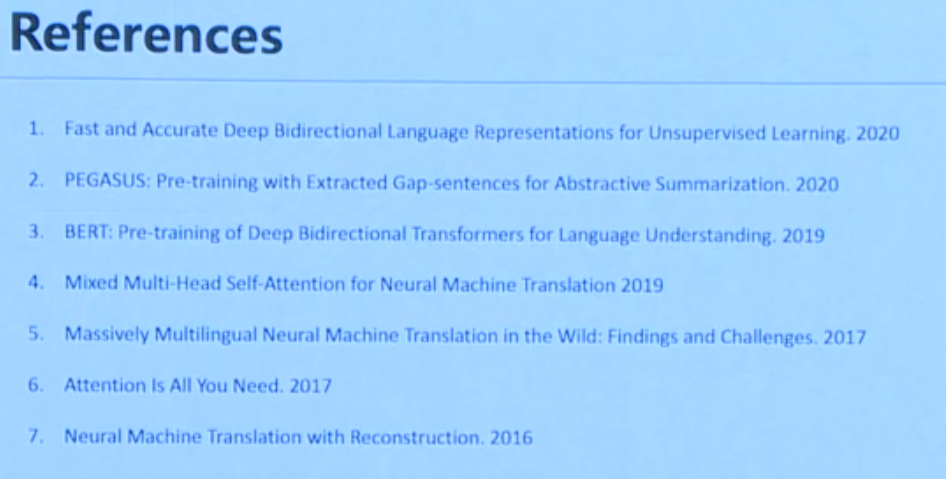 References
1. Fast and Accurate Deep Bidirectional Language Representations for Unsupervised Learning. 2020
2. PEGASUS: Pre-training with Extracted Gap-sentences for Abstractive Summarization. 2020
3. BERT: Pre-training of Deep Bidirectional Transformers for Language Understanding. 2019
4. Mixed Multi-Head Self-Attention for Neural Machine Translation 2019
5. Massively Multilingual Neural Machine Translation in the Wild: Findings and Challenges. 2017
6. Attention Is All You Need. 2017
7. Neural Machine Translation with Reconstruction. 2016